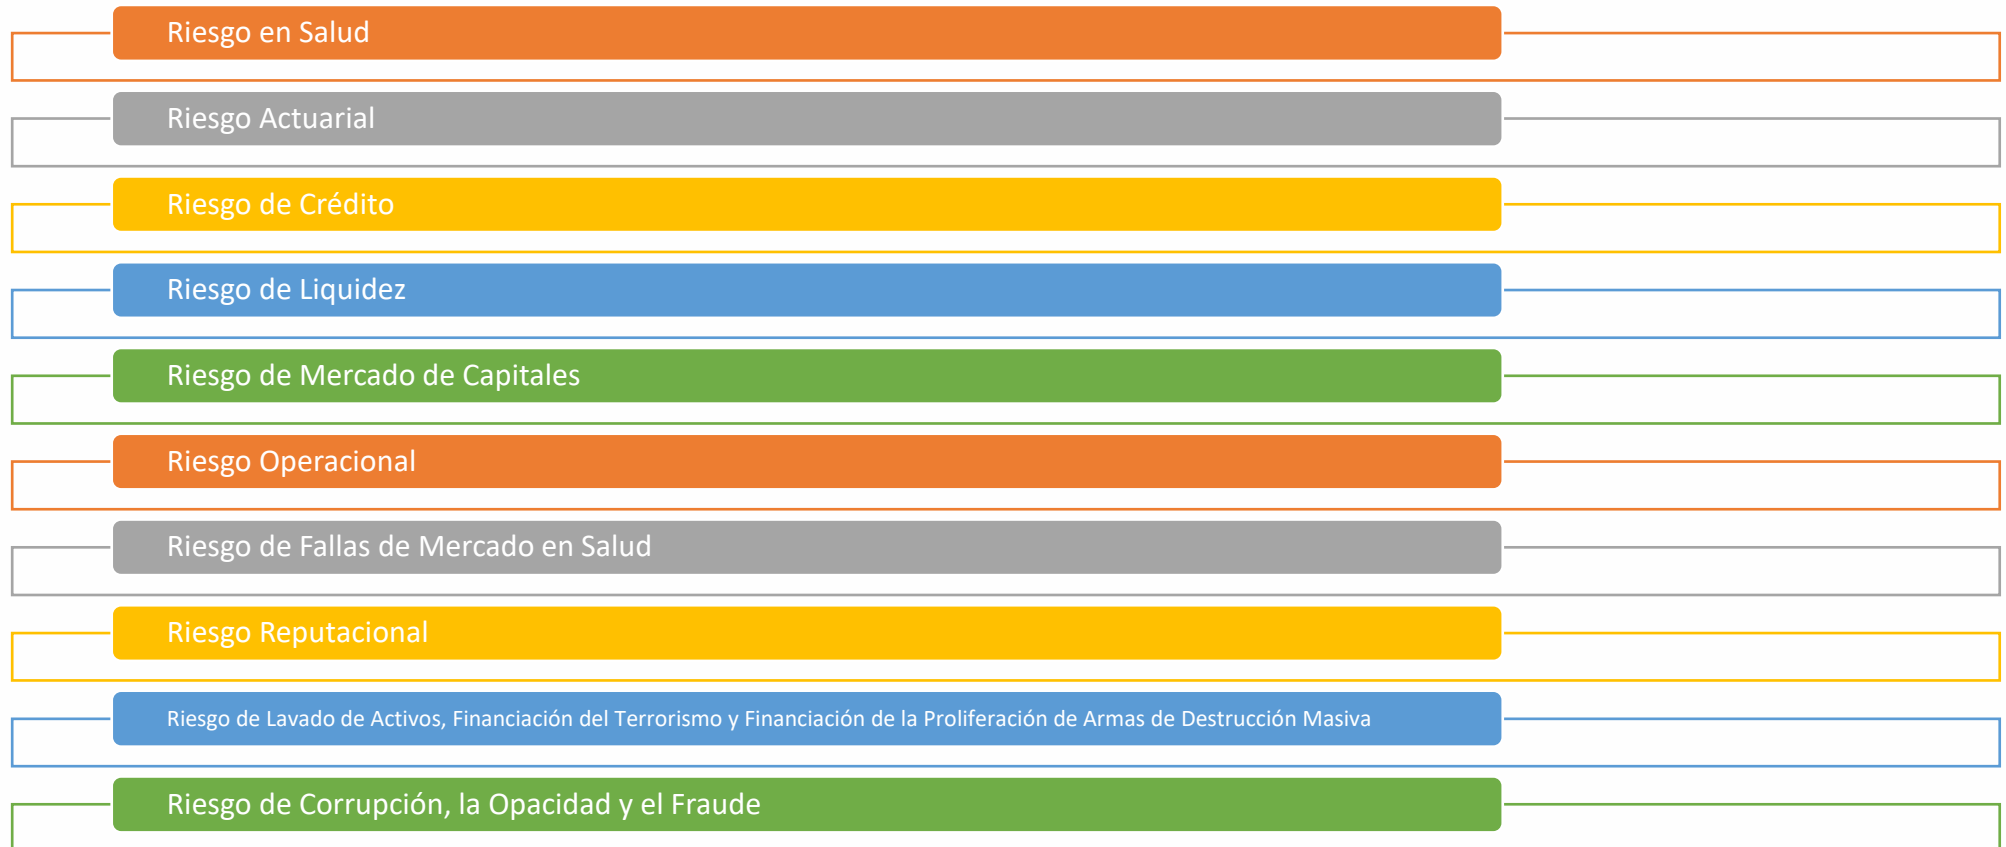 Riesgo en Salud
Riesgo Actuarial
Riesgo de Crédito
Riesgo de Liquidez
Riesgo de Mercado de Capitales
Riesgo Operacional
Riesgo de Fallas de Mercado en Salud
Riesgo Reputacional
Riesgo de Lavado de Activos, Financiación del Terrorismo y Financiación de la Proliferación de Armas de Destrucción Masiva
Riesgo de Corrupción, la Opacidad y el Fraude